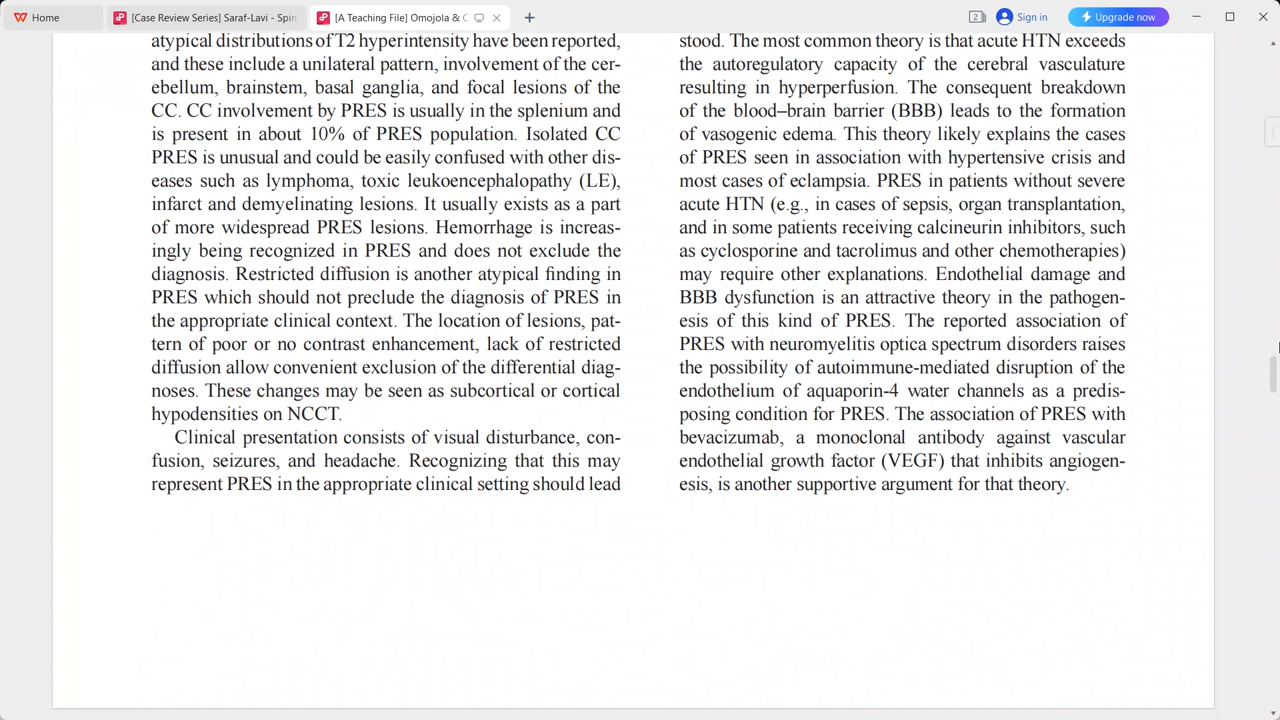 Home
[Case Review Series] Saraf-Lavi - Spin
[A Teaching File] Omojola & C
2
Sign in
Upgrade now
atypical distributions of T2 hyperintensity have been reported,
and these include a unilateral pattern, involvement of the cer-
ebellum, brainstem, basal ganglia, and focal lesions of the
CC. CC involvement by PRES is usually in the splenium and
is present in about 10% of PRES population. Isolated CC
PRES is unusual and could be easily confused with other dis-
eases such as lymphoma, toxic leukoencephalopathy (LE),
infarct and demyelinating lesions. It usually exists as a part
of more widespread PRES lesions. Hemorrhage is increas-
ingly being recognized in PRES and does not exclude the
diagnosis. Restricted diffusion is another atypical finding in
PRES which should not preclude the diagnosis of PRES in
the appropriate clinical context. The location of lesions, pat-
tern of poor or no contrast enhancement, lack of restricted
diffusion allow convenient exclusion of the differential diag-
noses. These changes may be seen as subcortical or cortical
hypodensities on NCCT.
Clinical presentation consists of visual disturbance, con-
fusion, seizures, and headache. Recognizing that this may
represent PRES in the appropriate clinical setting should lead
stood. The most common theory is that acute HTN exceeds
the autoregulatory capacity of the cerebral vasculature
resulting in hyperperfusion. The consequent breakdown
of the blood–brain barrier (BBB) leads to the formation
of vasogenic edema. This theory likely explains the cases
of PRES seen in association with hypertensive crisis and
most cases of eclampsia. PRES in patients without severe
acute HTN (e.g., in cases of sepsis, organ transplantation,
and in some patients receiving calcineurin inhibitors, such
as cyclosporine and tacrolimus and other chemotherapies)
may require other explanations. Endothelial damage and
BBB dysfunction is an attractive theory in the pathogen-
esis of this kind of PRES. The reported association of
PRES with neuromyelitis optica spectrum disorders raises
the possibility of autoimmune-mediated disruption of the
endothelium of aquaporin-4 water channels as a predis-
posing condition for PRES. The association of PRES with
bevacizumab, a monoclonal antibody against vascular
endothelial growth factor (VEGF) that inhibits angiogen-
esis, is another supportive argument for that theory.